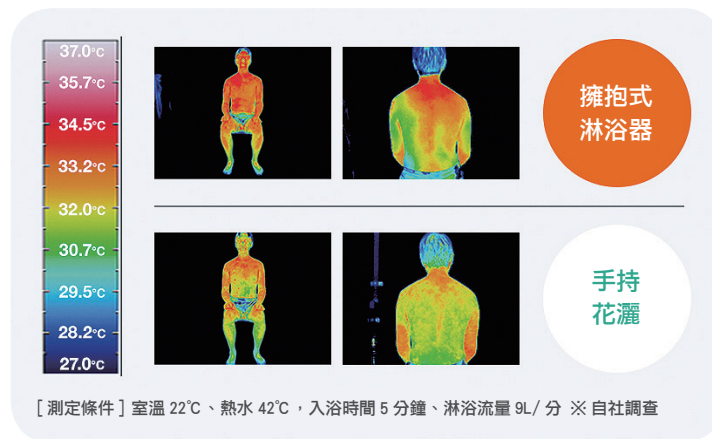 37.0°C
35.7°C
34.5°C
33.2°C
32.0°C
30.7°C
29.5°C
28.2°C
27.0°C
擁抱式
淋浴器
手持
花灑
[ 測定條件 ] 室溫 22℃、熱水 42℃，入浴時間 5 分鐘、淋浴流量 9L/ 分 ※ 自社調查